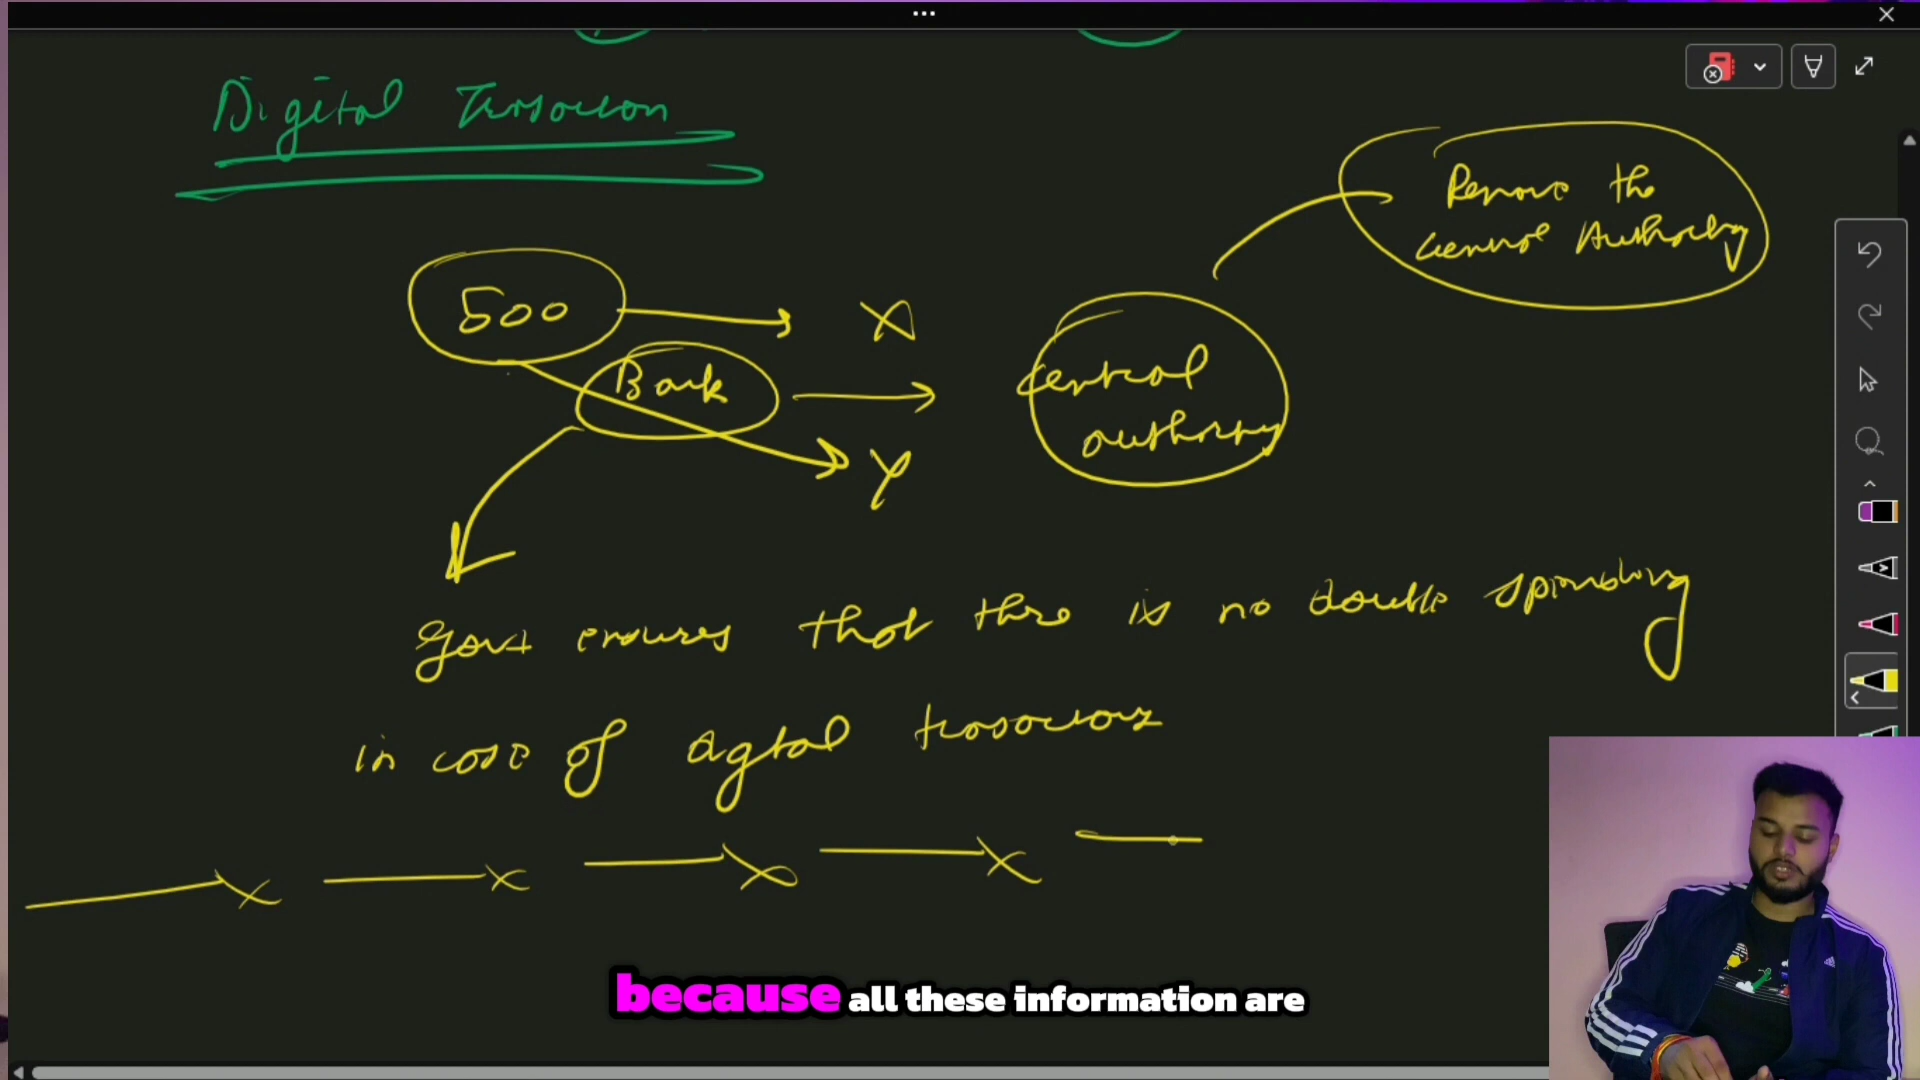 Digital Transaction
Remove the
Central Authority
500
X
Bank
Central
authority
Y
Govt ensures that there is no double spending
in case of digital transactions
because all these information are